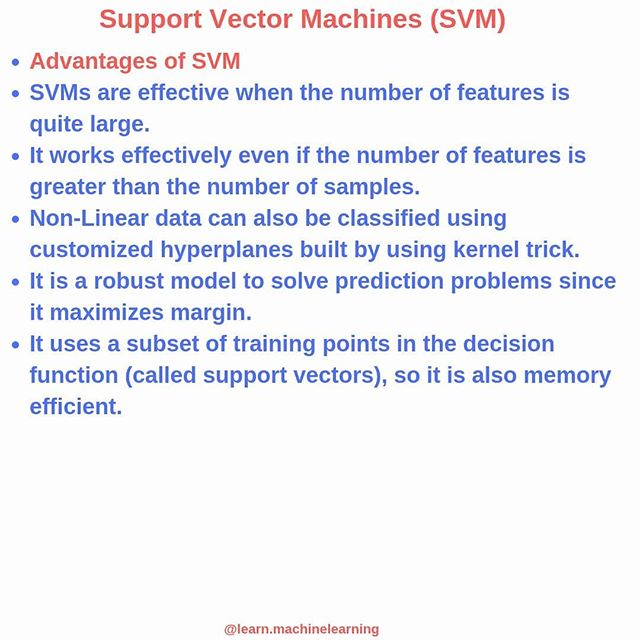 Support Vector Machines (SVM)
• Advantages of SVM
• SVMs are effective when the number of features is
quite large.
• It works effectively even if the number of features is
greater than the number of samples.
• Non-Linear data can also be classified using
customized hyperplanes built by using kernel trick.
• It is a robust model to solve prediction problems since
it maximizes margin.
• It uses a subset of training points in the decision
function (called support vectors), so it is also memory
efficient.
@learn.machinelearning